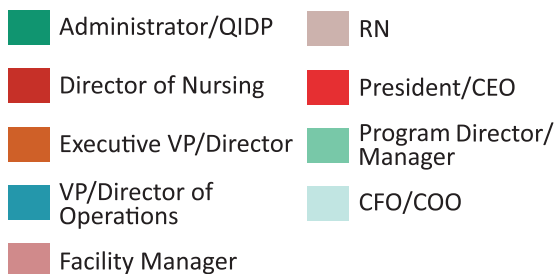 Administrator/QIDP
Director of Nursing
Executive VP/Director
VP/Director of
Operations
Facility Manager
RN
President/CEO
Program Director/
Manager
CFO/COO